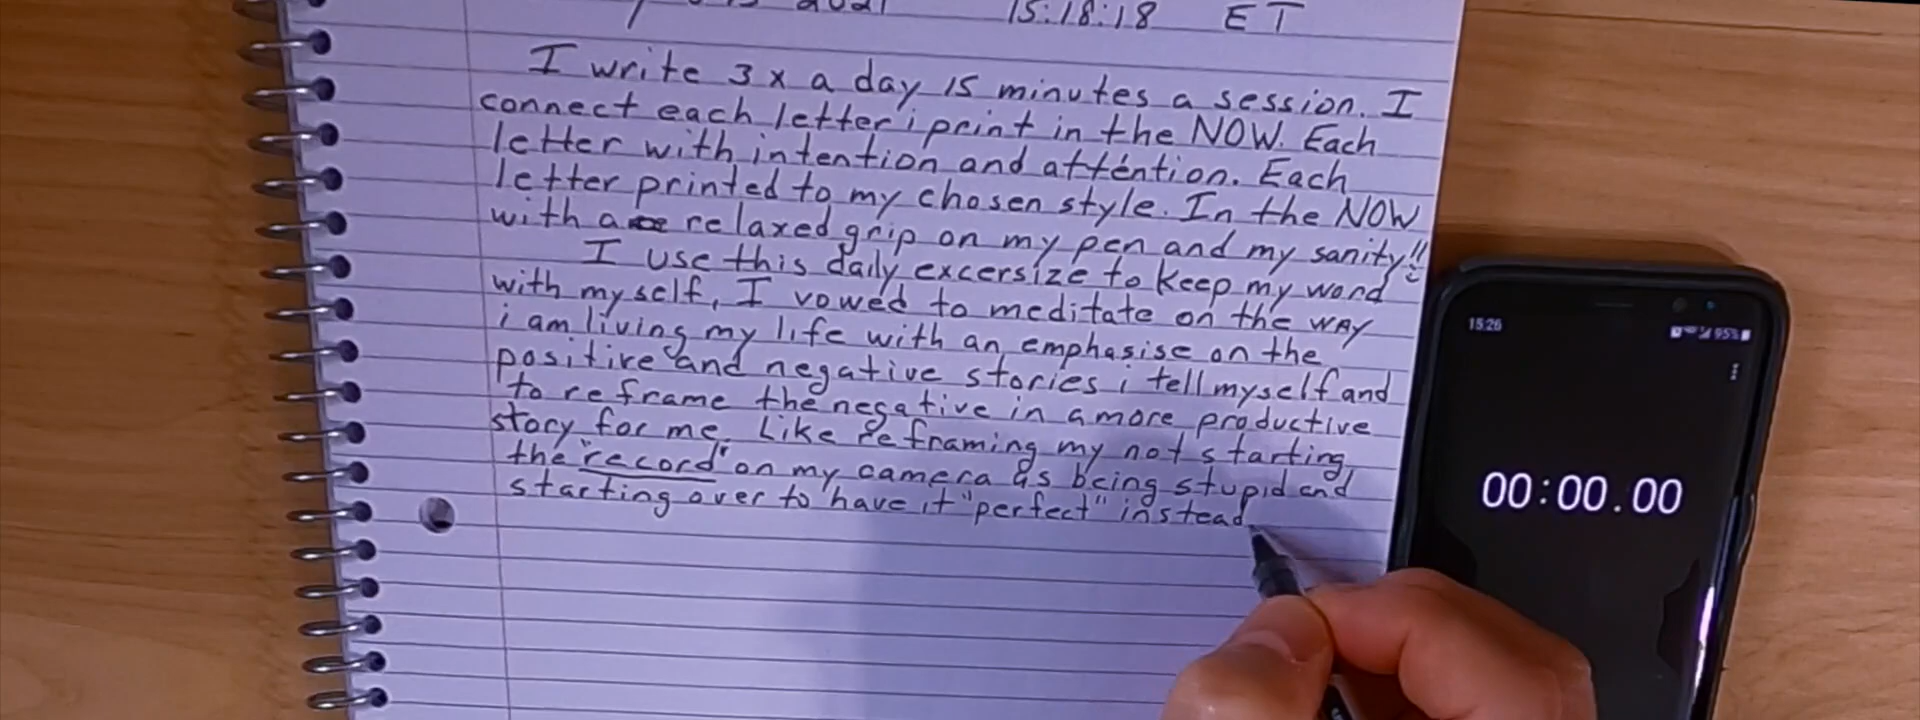 2021 15:18:18 ET
I write 3 x a day 15 minutes a session. I
connect each letter i print in the NOW. Each
letter with intention and attention. Each
letter printed to my chosen style. In the NOW
with a relaxed grip on my pen and my sanity!!
I use this daily excersize to keep my word
with myself, I vowed to meditate on the WAY
i am living my life with an emphasise on the
positive and negative stories i tell myself and
to reframe the negative in a more productive
story for me. Like reframing my not starting
the "record" on my camera as being stupid and
starting over to have it "perfect" instead
15:26
95%
00:00.00